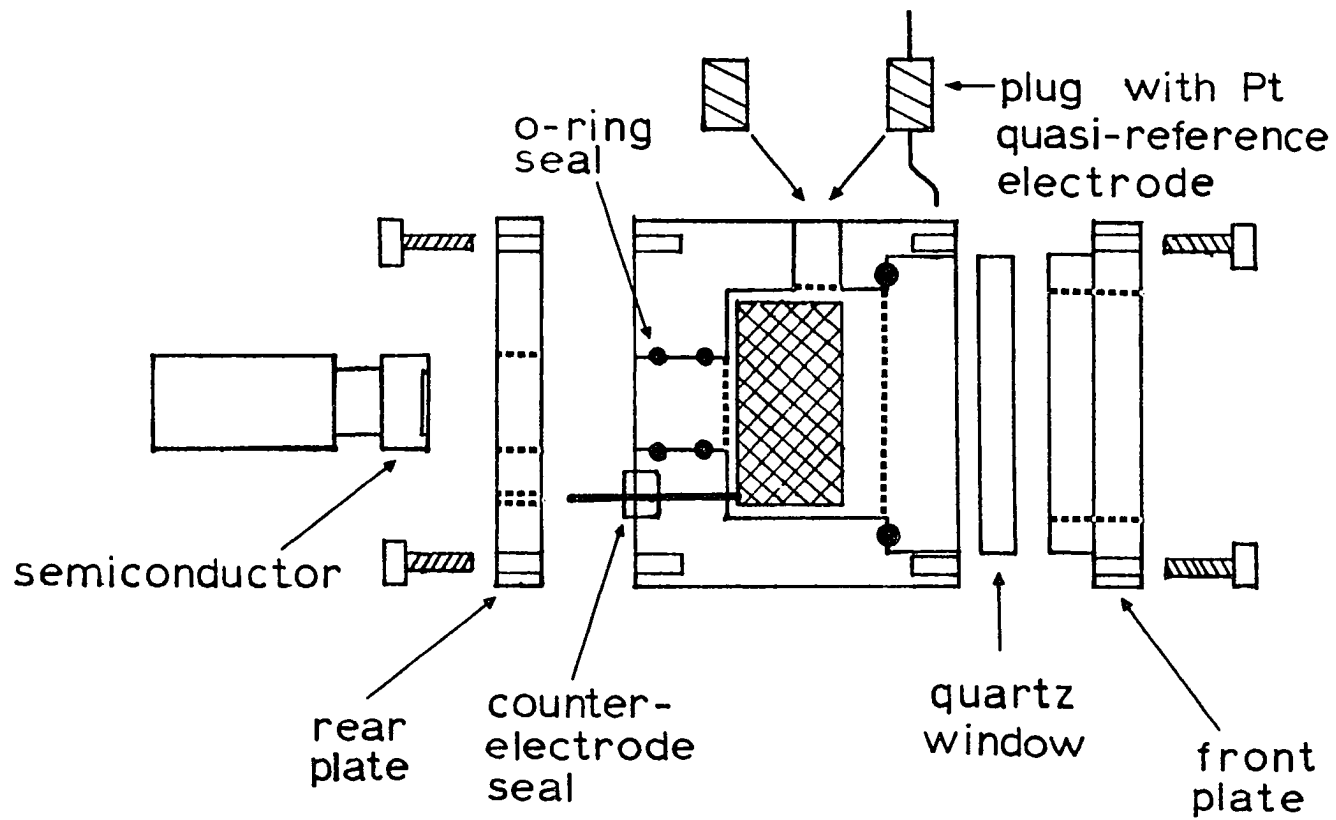 plug with Pt
quasi-reference
electrode
o-ring
seal
semiconductor
rear
plate
counter-
electrode
seal
quartz
window
front
plate